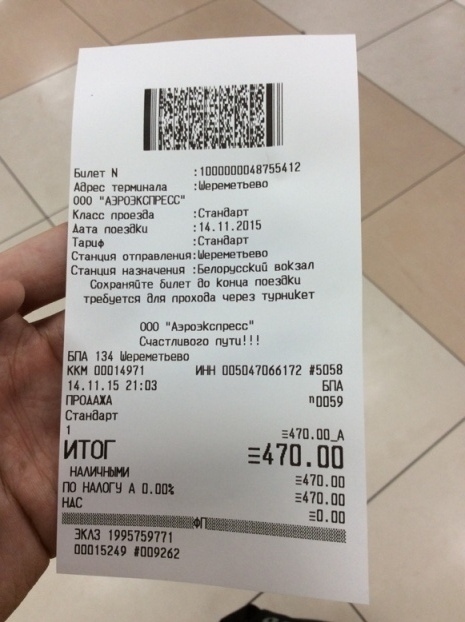 Билет N :1000000048755412
Адрес терминала :Шереметьево
ООО "АЭРОЭКСПРЕСС"
Класс проезда :Стандарт
Дата поездки :14.11.2015
Тариф :Стандарт
Станция отправления:Шереметьево
Станция назначения :Белорусский вокзал
Сохраняйте билет до конца поездки
требуется для прохода через турникет
ООО "Аэроэкспресс"
Счастливого пути!!!
БПА 134 Шереметьево
ККМ 00014971 ИНН 005047066172 #5058
14.11.15 21:03 БПА
ПРОДАЖА п0059
Стандарт
1 ≡470.00_А
ИТОГ ≡470.00
НАЛИЧНЫМИ ≡470.00
ПО НАЛОГУ А 0.00% ≡470.00
НДС ≡0.00
ФП
ЭКЛЗ 1995759771
00015249 #009262